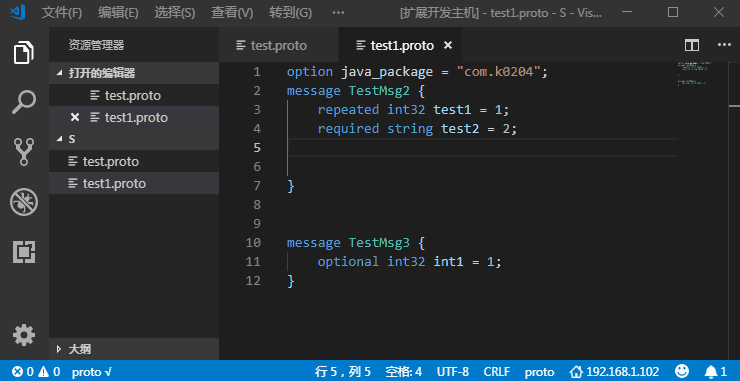 文件(F) 编辑(E) 选择(S) 查看(V) 转到(G) ··· [扩展开发主机] - test1.proto - S - Vis...
资源管理器
打开的编辑器
test.proto
test1.proto
S
test.proto
test1.proto
大纲
test.proto test1.proto
1 option java_package = "com.k0204";
2 message TestMsg2 {
3 repeated int32 test1 = 1;
4 required string test2 = 2;
5
6
7 }
8
9
10 message TestMsg3 {
11 optional int32 int1 = 1;
12 }
0 0 proto √ 行 5，列 5 空格: 4 UTF-8 CRLF proto 192.168.1.102 1